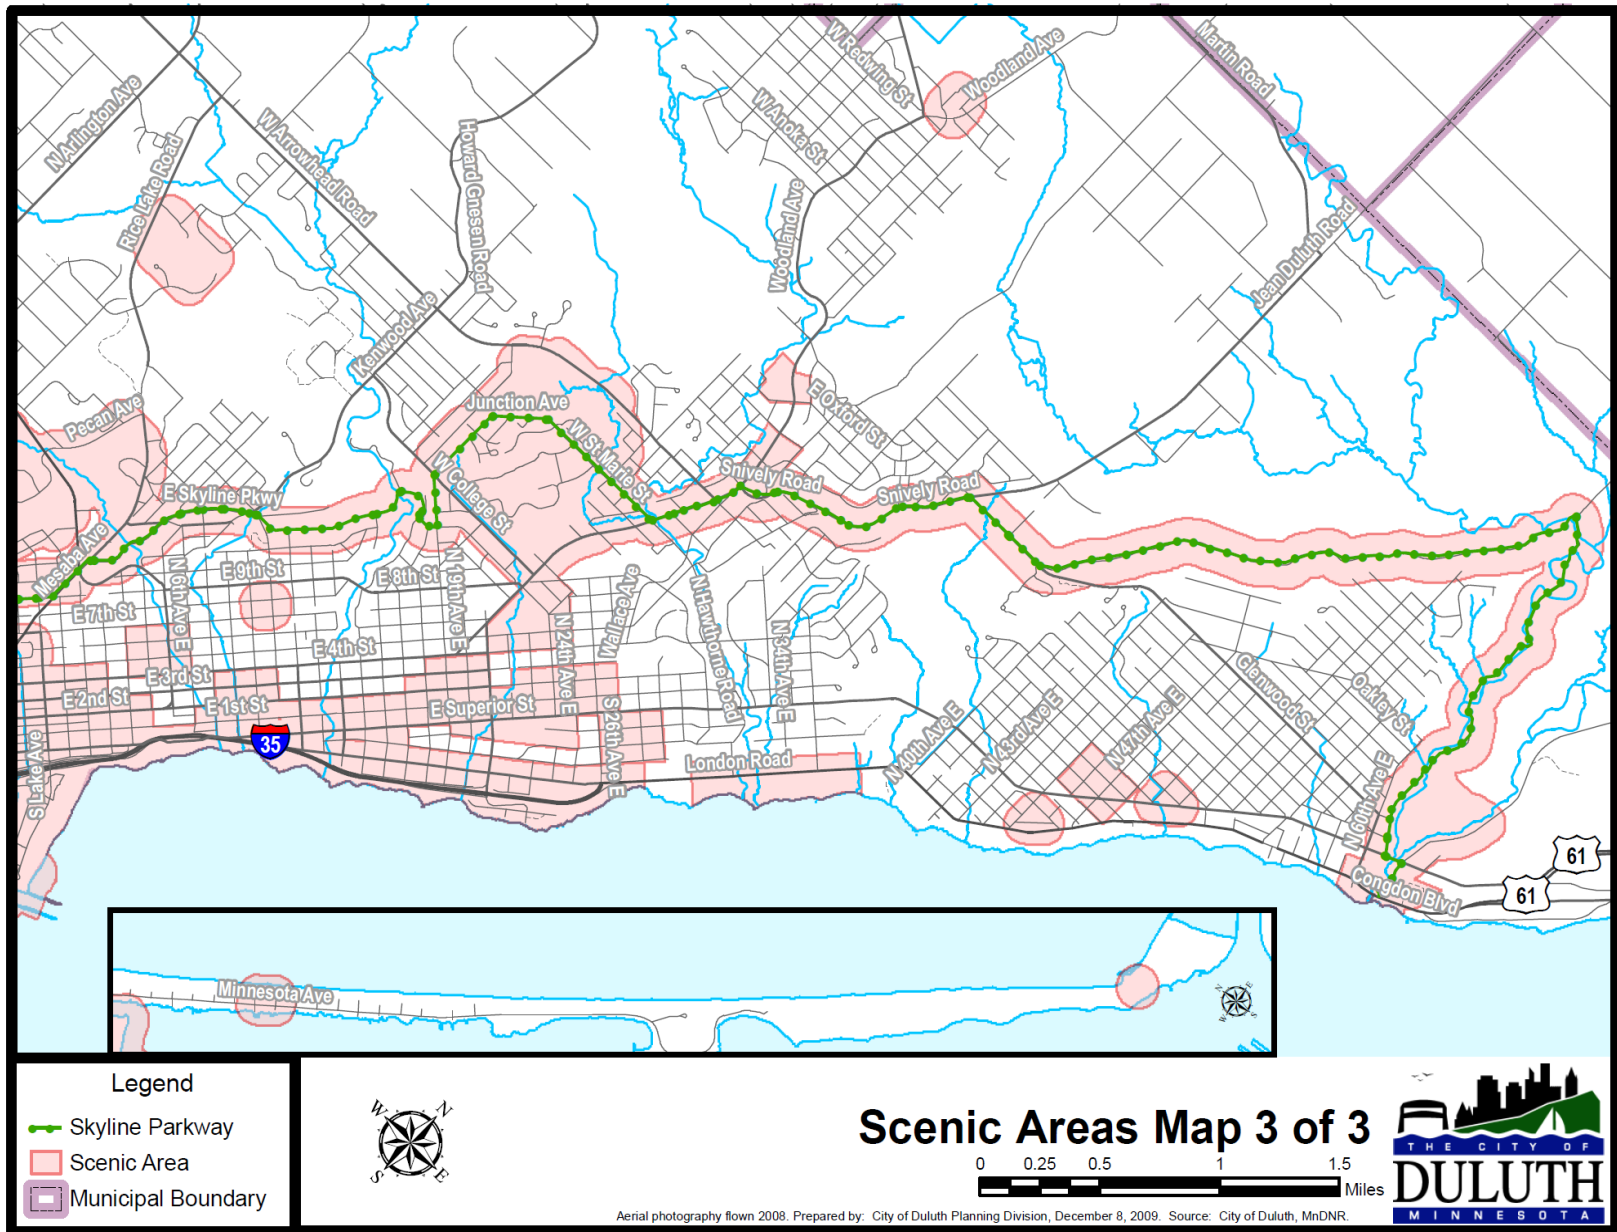 W Redwing St
Woodland Ave
Martin Road
N Arlington Ave
W Arrowhead Road
W Anoka St
Howard Gnesen Road
Rice Lake Road
Woodland Ave
Jean Duluth Road
Kenwood Ave
Pecan Ave
Junction Ave
E Oxford St
W St Marie St
Snively Road
Snively Road
E Skyline Pkwy
W College St
Mesaba Ave
N 6th Ave E
E 9th St
E 8th St
N 19th Ave E
E 7th St
E 4th St
N 24th Ave E
Wallace Ave
N Hawthorne Road
N 34th Ave E
E 3rd St
E 2nd St
E 1st St
E Superior St
S 26th Ave E
Glenwood St
Oakley St
N 40th Ave E
N 43rd Ave E
N 47th Ave E
35
S Lake Ave
London Road
N 60th Ave E
Congdon Blvd
61
61
Minnesota Ave
N
E
W
S
Legend
Skyline Parkway
Scenic Area
Municipal Boundary
W
N
S
E
Scenic Areas Map 3 of 3
0 0.25 0.5 1 1.5
Miles
Aerial photography flown 2008. Prepared by: City of Duluth Planning Division, December 8, 2009. Source: City of Duluth, MnDNR.
THE CITY OF
DULUTH
MINNESOTA